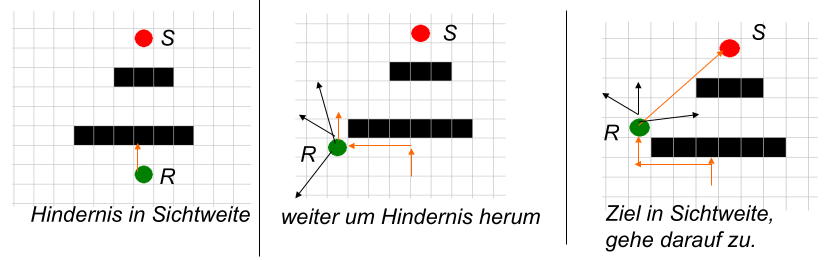 S
R
Hindernis in Sichtweite
S
R
weiter um Hindernis herum
S
R
Ziel in Sichtweite,
gehe darauf zu.